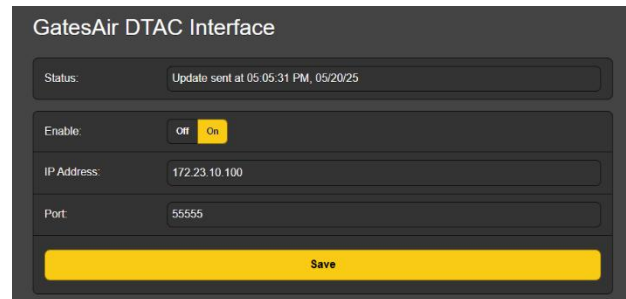 GatesAir DTAC Interface
Status: Update sent at 05:05:31 PM, 05/20/25
Enable: Off On
IP Address: 172.23.10.100
Port: 55555
Save